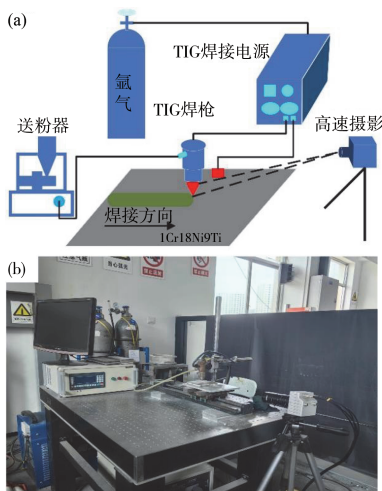 (a)
TIG焊接电源
氩气
TIG焊枪
送粉器
高速摄影
焊接方向
1Cr18Ni9Ti
(b)